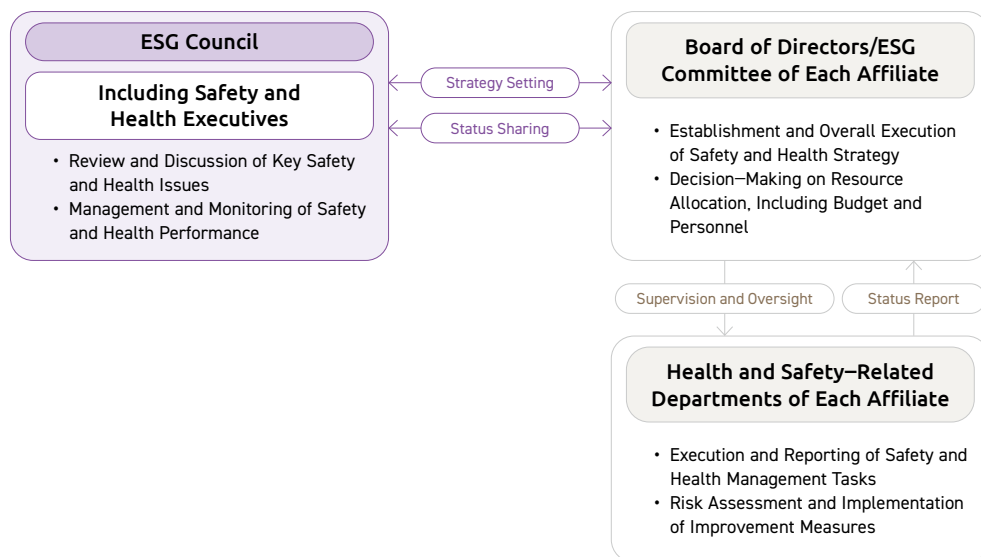 ESG Council
Including Safety and
Health Executives
• Review and Discussion of Key Safety
and Health Issues
• Management and Monitoring of Safety
and Health Performance
Strategy Setting
Status Sharing
Board of Directors/ESG
Committee of Each Affiliate
• Establishment and Overall Execution
of Safety and Health Strategy
• Decision–Making on Resource
Allocation, Including Budget and
Personnel
Supervision and Oversight
Status Report
Health and Safety–Related
Departments of Each Affiliate
• Execution and Reporting of Safety and
Health Management Tasks
• Risk Assessment and Implementation
of Improvement Measures